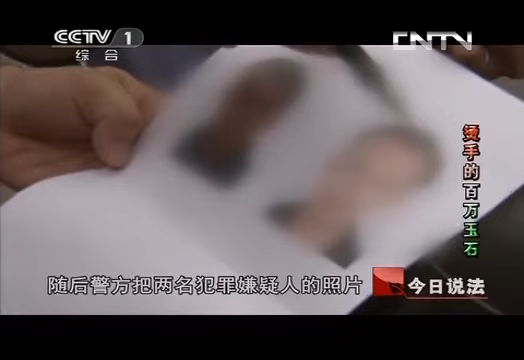 CCTV 1
综合
CNTV
烫手的百万玉石
随后警方把两名犯罪嫌疑人的照片
今日说法